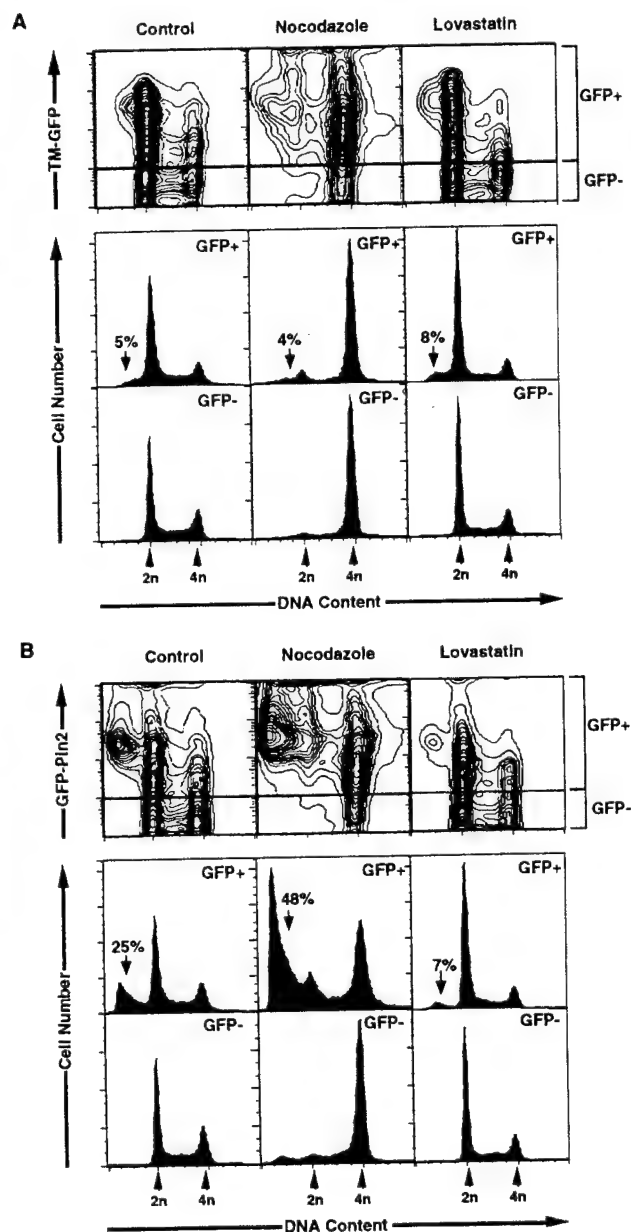 A
Control Nocodazole Lovastatin
TM-GFP
GFP+
GFP-
Cell Number
GFP+ GFP+ GFP+
5% 4% 8%
GFP- GFP- GFP-
2n 4n 2n 4n 2n 4n
DNA Content
B
Control Nocodazole Lovastatin
GFP-Pin2
GFP+
GFP-
Cell Number
GFP+ GFP+ GFP+
25% 48% 7%
GFP- GFP- GFP-
2n 4n 2n 4n 2n 4n
DNA Content